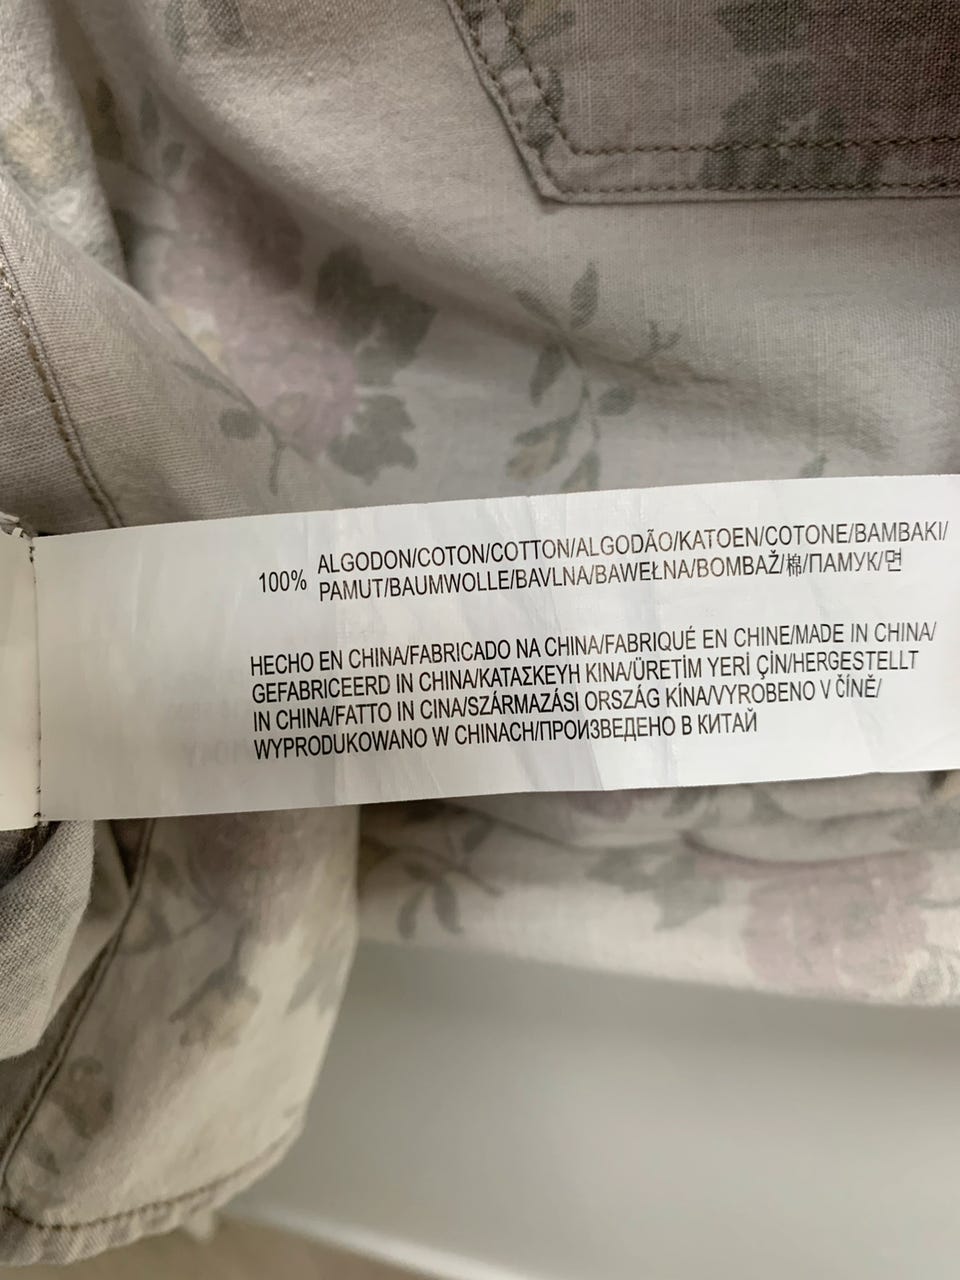 100% ALGODON/COTON/COTTON/ALGODÃO/KATOEN/COTONE/BAMBAKI/
PAMUT/BAUMWOLLE/BAVLNA/BAWEŁNA/BOMBAŽ/棉/ПАМУК/면
HECHO EN CHINA/FABRICADO NA CHINA/FABRIQUÉ EN CHINE/MADE IN CHINA/
GEFABRICEERD IN CHINA/ΚΑΤΑΣΚΕΥΗ ΚΙΝΑ/ÜRETİM YERİ ÇİN/HERGESTELLT
IN CHINA/FATTO IN CINA/SZÁRMAZÁSI ORSZÁG KÍNA/VYROBENO V ČÍNĚ/
WYPRODUKOWANO W CHINACH/ПРОИЗВЕДЕНО В КИТАЙ